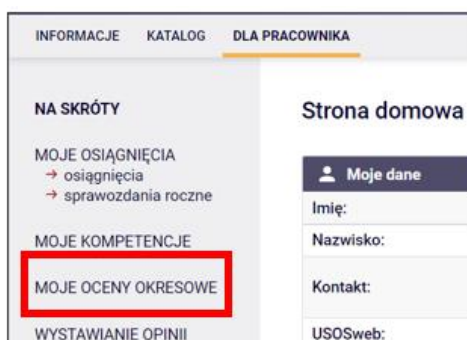 INFORMACJE KATALOG DLA PRACOWNIKA
NA SKRÓTY
MOJE OSIĄGNIĘCIA
→ osiągnięcia
→ sprawozdania roczne
MOJE KOMPETENCJE
MOJE OCENY OKRESOWE
WYSTAWIANIE OPINII
Strona domowa
Moje dane
Imię:
Nazwisko:
Kontakt:
USOSweb: